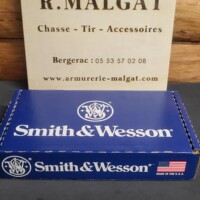 R.MALGAT
Chasse - Tir - Accessoires
Bergerac : 05 53 57 02 08
www.armurerie-malgat.com
Smith & Wesson
Smith & Wesson
MADE IN THE U.S.A.